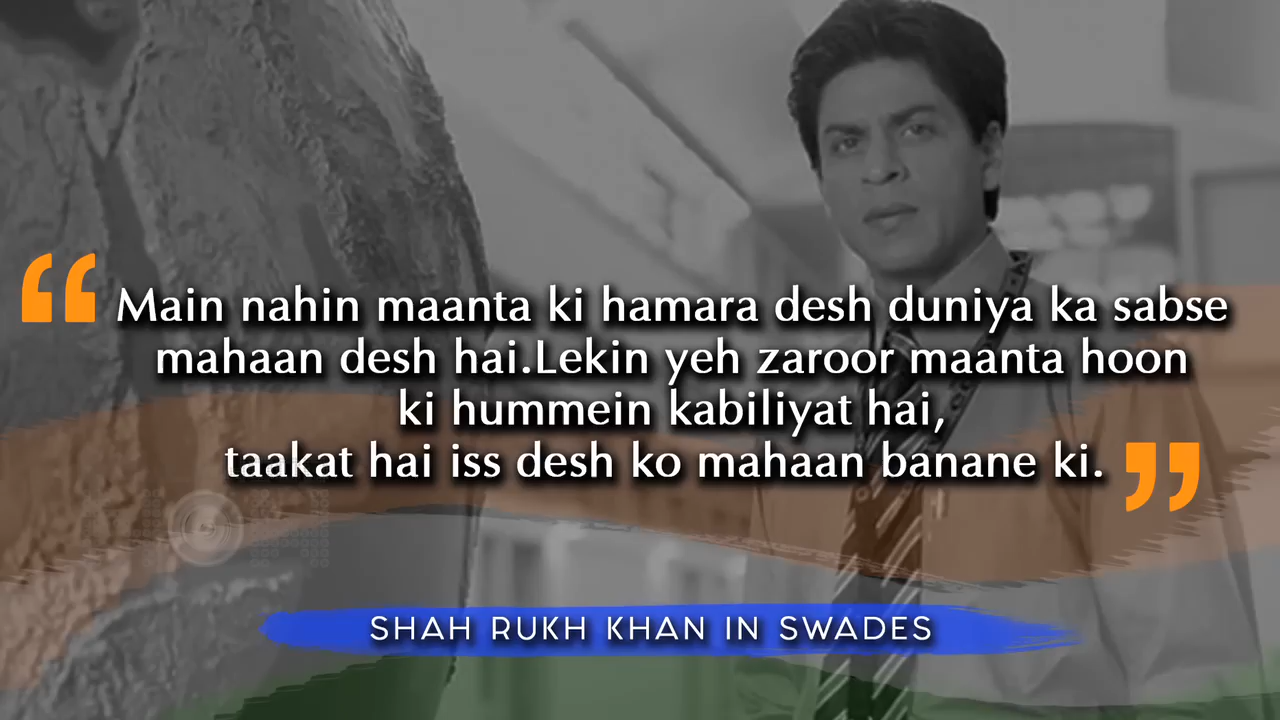 “Main nahin maanta ki hamara desh duniya ka sabse
mahaan desh hai.Lekin yeh zaroor maanta hoon
ki hummein kabiliyat hai,
taakat hai iss desh ko mahaan banane ki.”
SHAH RUKH KHAN IN SWADES